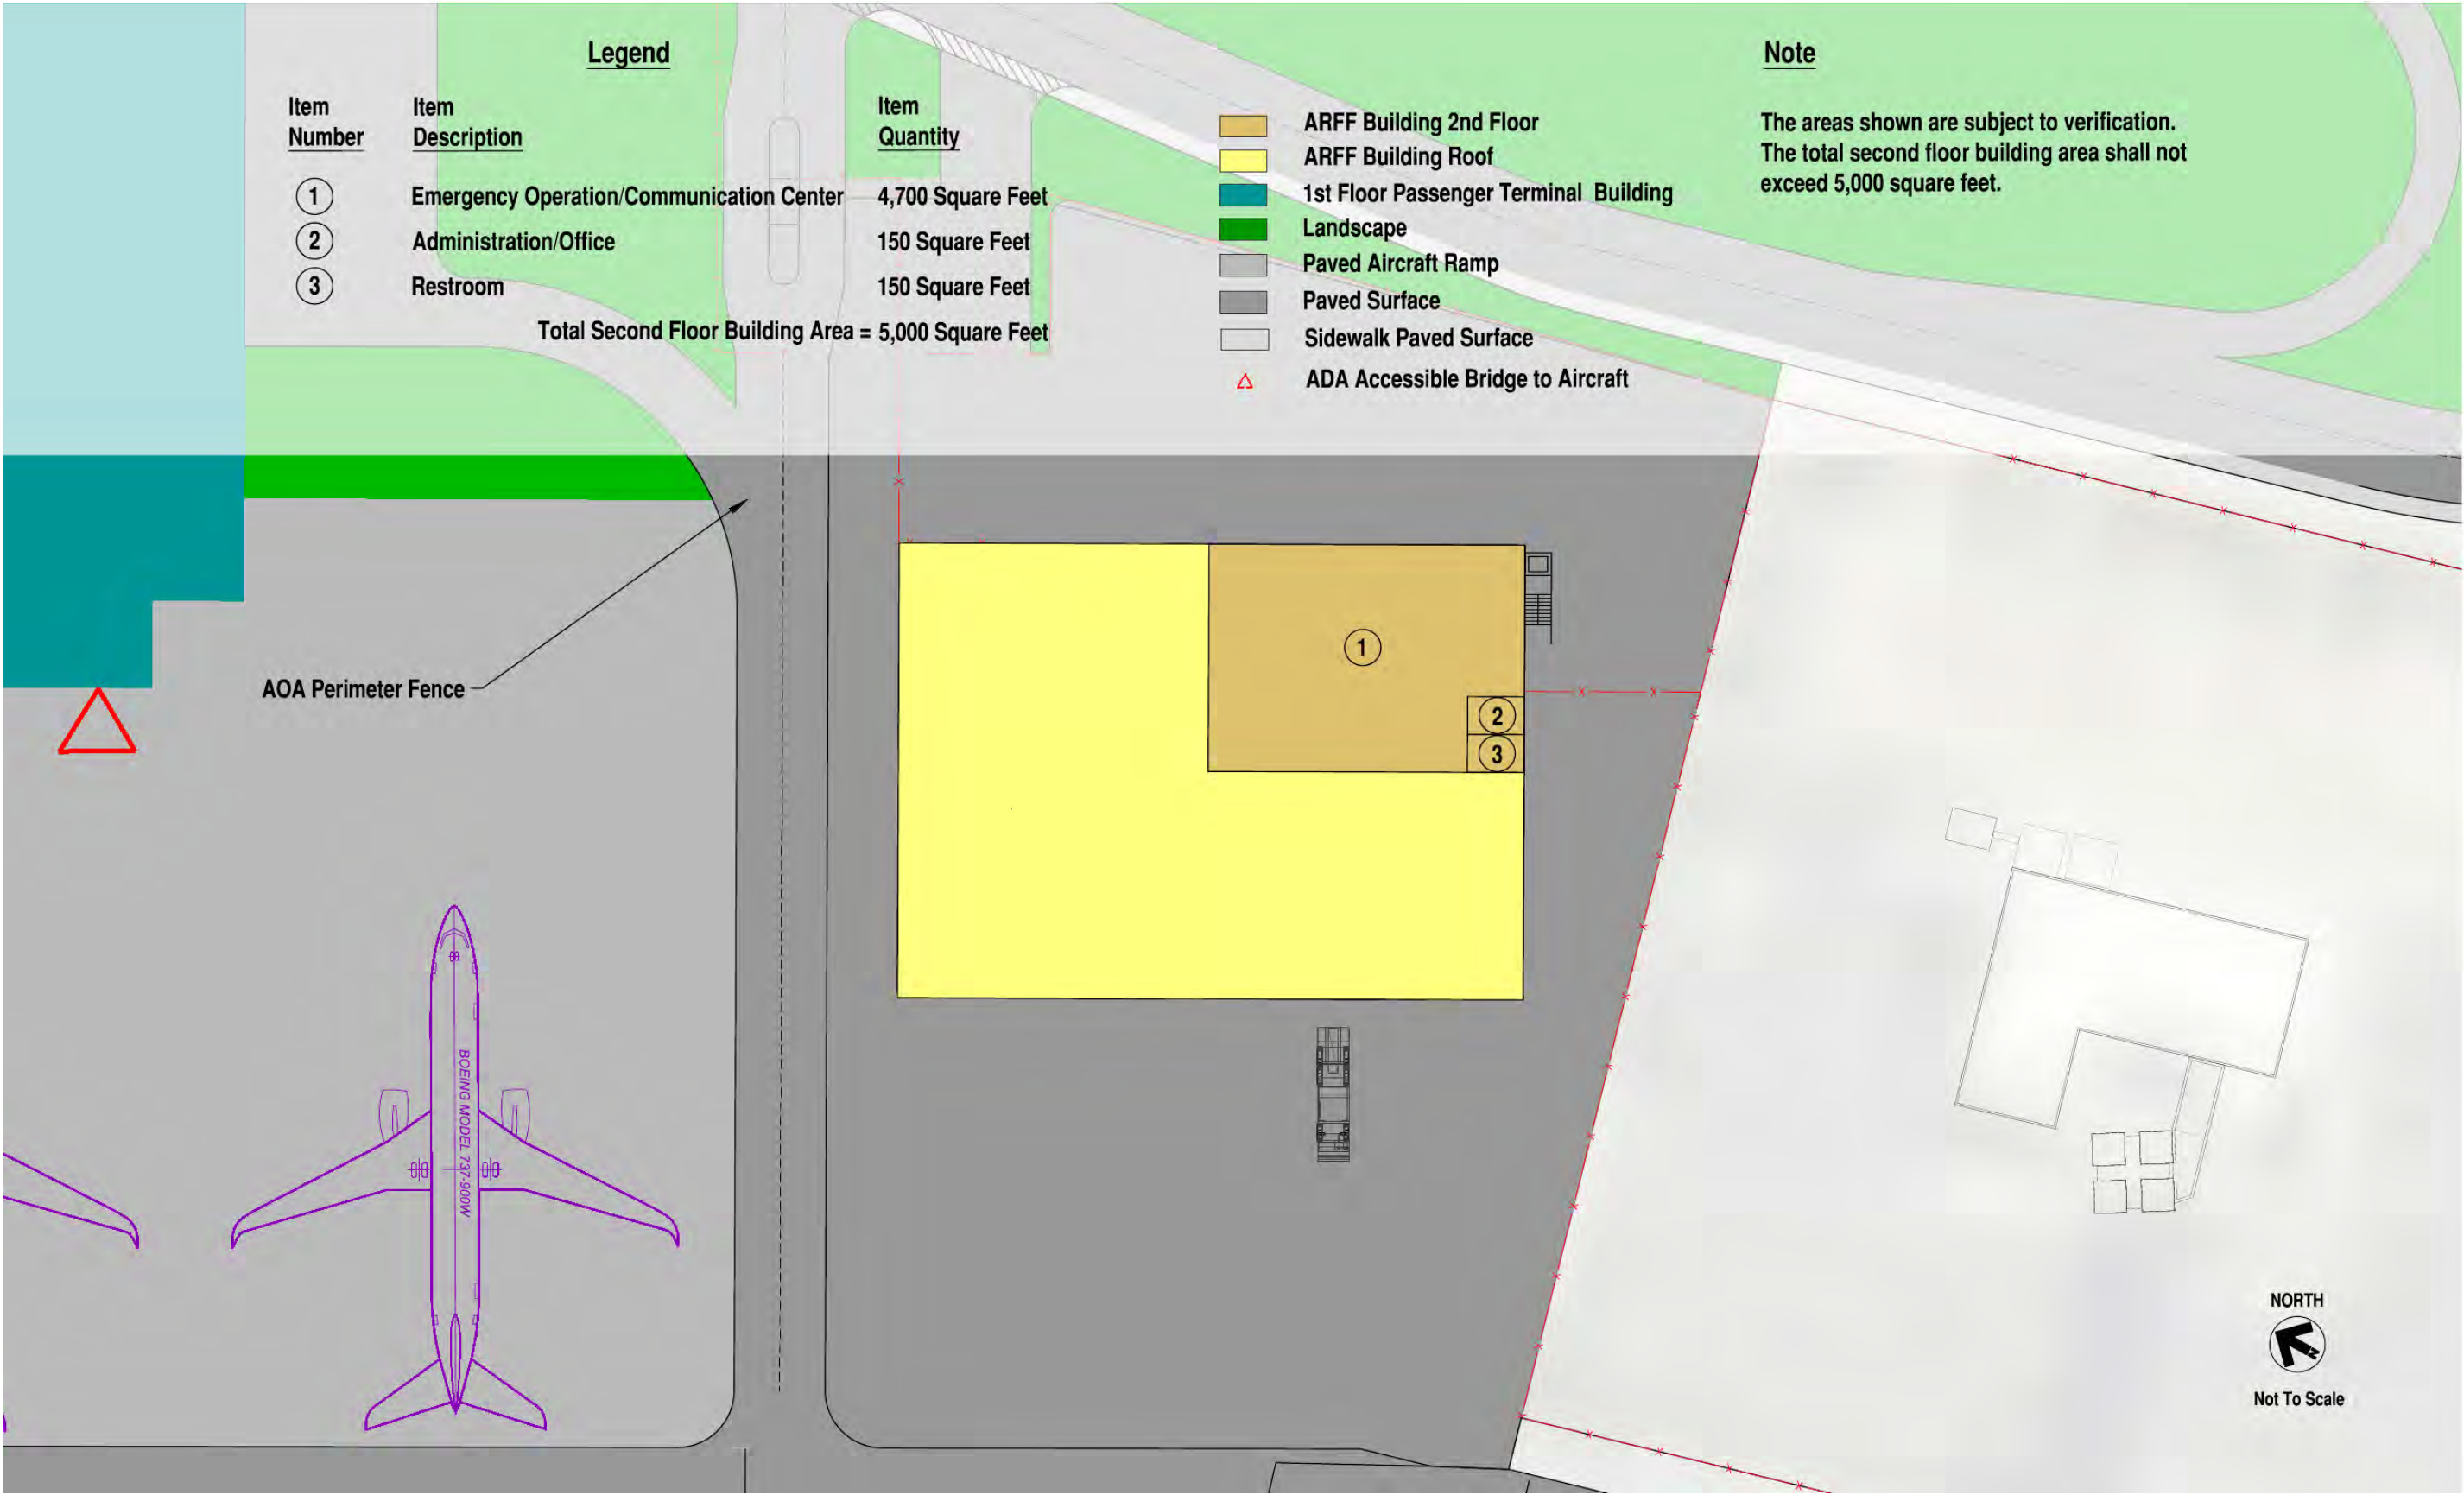 Legend
Item Number
Item Description
Item Quantity
1 Emergency Operation/Communication Center 4,700 Square Feet
2 Administration/Office 150 Square Feet
3 Restroom 150 Square Feet
Total Second Floor Building Area = 5,000 Square Feet
ARFF Building 2nd Floor
ARFF Building Roof
1st Floor Passenger Terminal Building
Landscape
Paved Aircraft Ramp
Paved Surface
Sidewalk Paved Surface
ADA Accessible Bridge to Aircraft
Note
The areas shown are subject to verification.
The total second floor building area shall not
exceed 5,000 square feet.
AOA Perimeter Fence
1
2
3
BOEING MODEL 737-900W
NORTH
N
Not To Scale